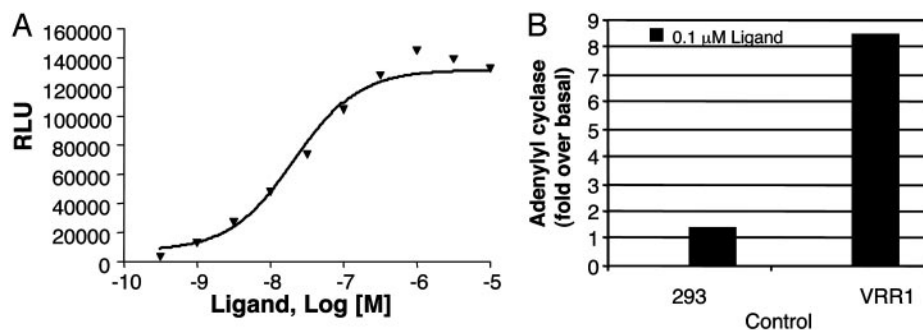 A
160000
140000
120000
100000
80000
60000
40000
20000
0
RLU
-10 -9 -8 -7 -6 -5
Ligand, Log [M]
B
9
8
7
6
5
4
3
2
1
0
Adenylyl cyclase
(fold over basal)
0.1 μM Ligand
293 VRR1
Control